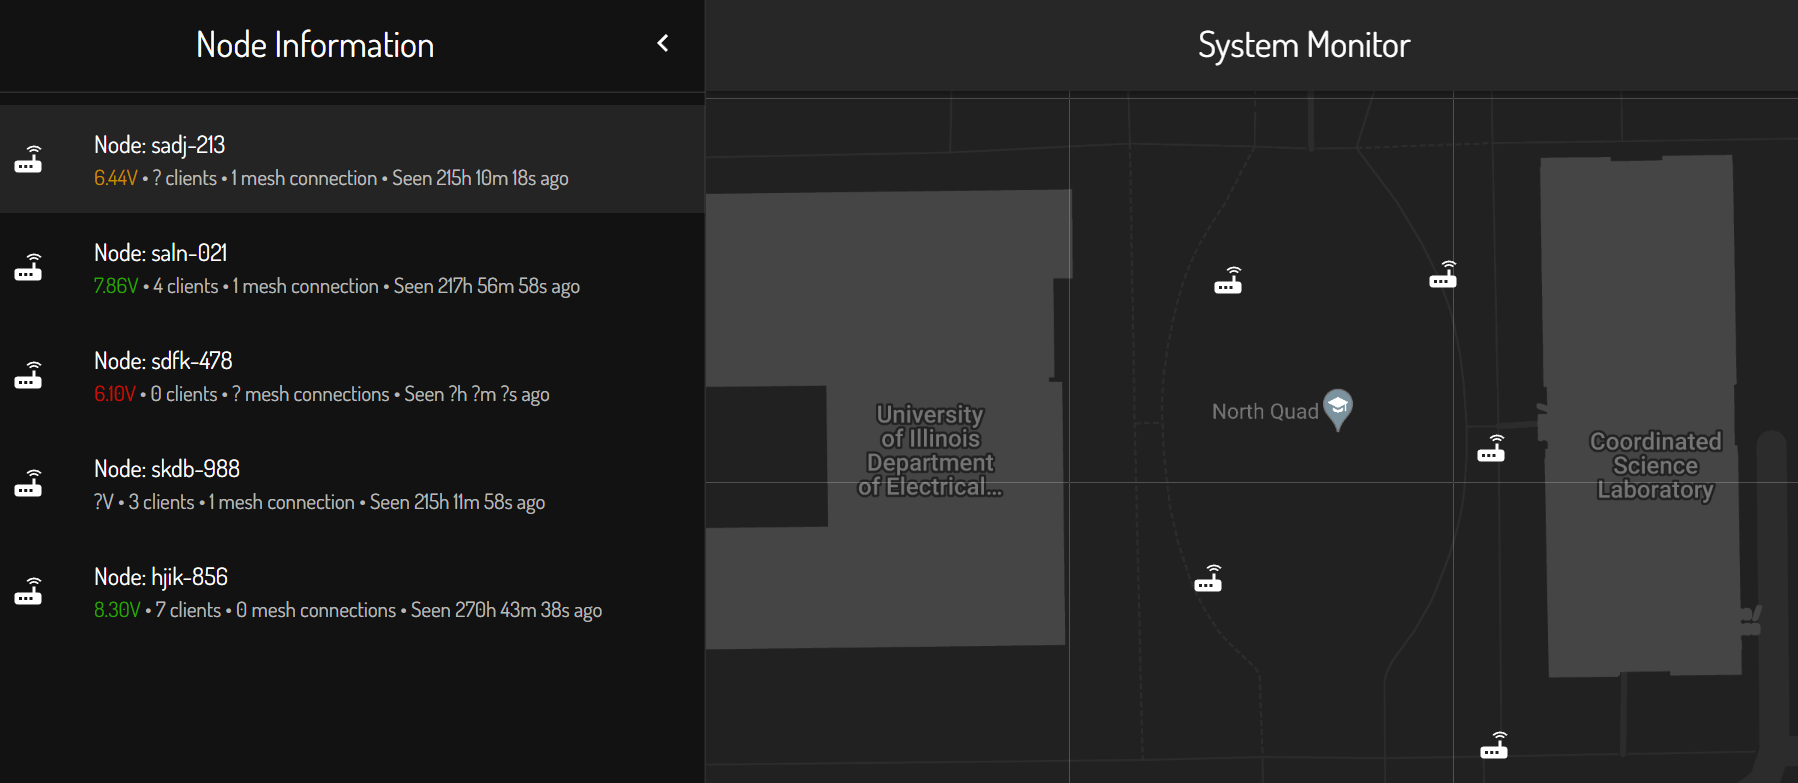 Node Information
System Monitor
Node: sadj-213
6.44V • ? clients • 1 mesh connection • Seen 215h 10m 18s ago
Node: saln-021
7.86V • 4 clients • 1 mesh connection • Seen 217h 56m 58s ago
Node: sdfk-478
6.10V • 0 clients • ? mesh connections • Seen ?h ?m ?s ago
Node: skdb-988
?V • 3 clients • 1 mesh connection • Seen 215h 11m 58s ago
Node: hjik-856
8.30V • 7 clients • 0 mesh connections • Seen 270h 43m 38s ago
University
of Illinois
Department
of Electrical...
North Quad
Coordinated
Science
Laboratory